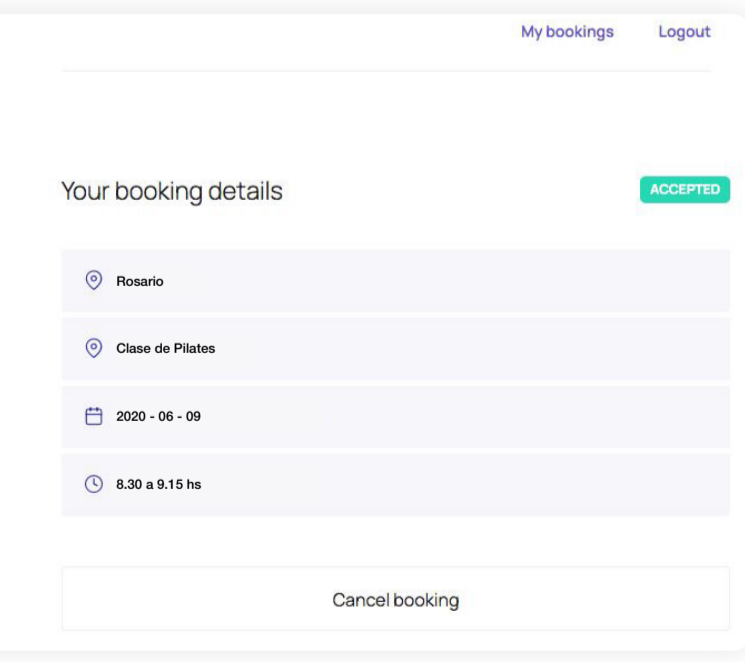 My bookings Logout
Your booking details ACCEPTED
Rosario
Clase de Pilates
2020 - 06 - 09
8.30 a 9.15 hs
Cancel booking